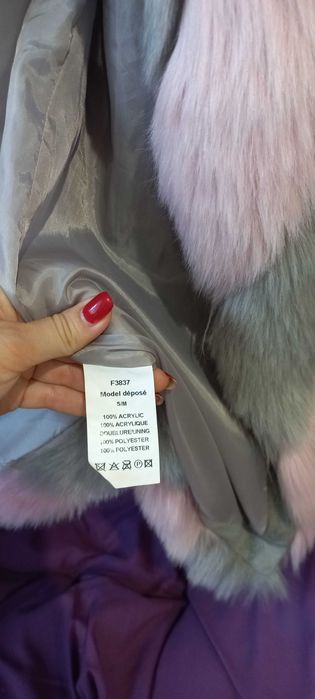 F3837
Model déposé
S/M
100% ACRYLIC
100% ACRYLIQUE
DOUBLURE/LINING
100% POLYESTER
100% POLYESTER